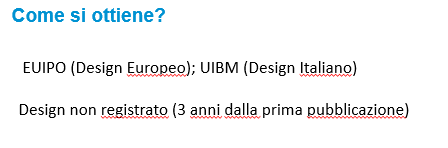 Come si ottiene?
EUIPO (Design Europeo); UIBM (Design Italiano)
Design non registrato (3 anni dalla prima pubblicazione)